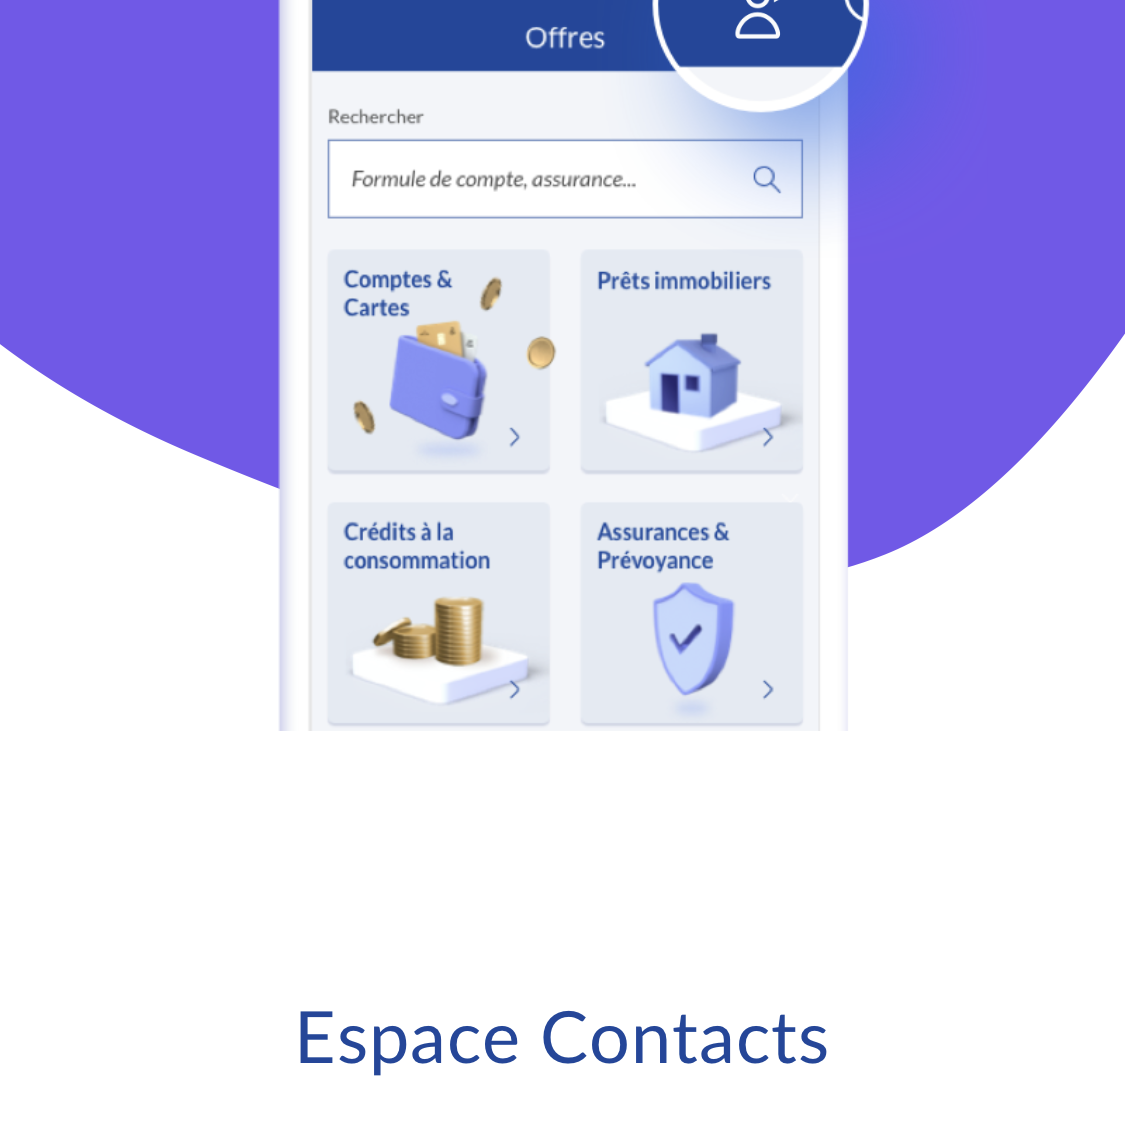 Offres
Rechercher
Formule de compte, assurance...
Comptes &
Cartes
Prêts immobiliers
Crédits à la
consommation
Assurances &
Prévoyance
Espace Contacts